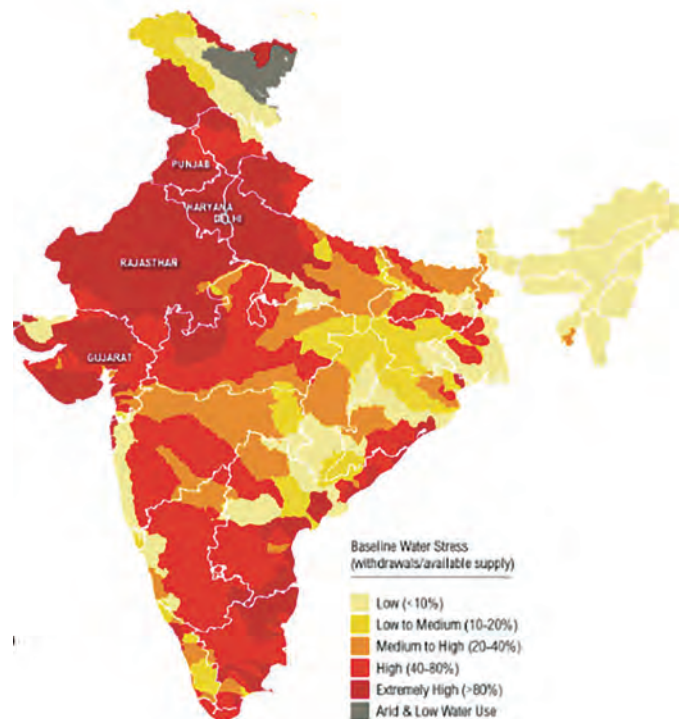 PUNJAB
HARYANA
DELHI
RAJASTHAN
GUJARAT
Baseline Water Stress
(withdrawals/available supply)
Low (<10%)
Low to Medium (10-20%)
Medium to High (20-40%)
High (40-80%)
Extremely High (>80%)
Arid & Low Water Use